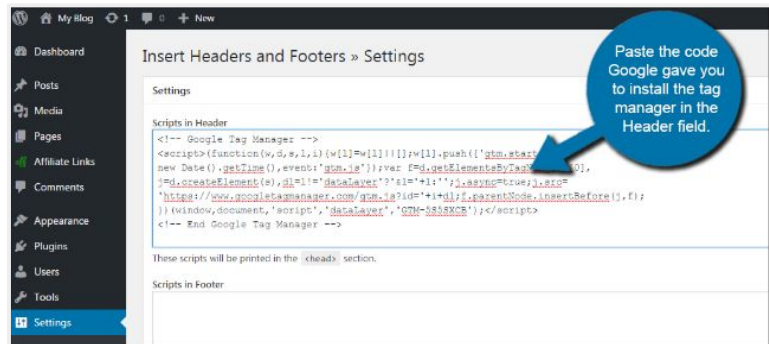 My Blog 1 0 + New
Dashboard
Posts
Media
Pages
Affiliate Links
Comments
Appearance
Plugins
Users
Tools
Settings
Insert Headers and Footers » Settings
Settings
Scripts in Header
<!-- Google Tag Manager -->
<script>(function(w,d,s,l,i){w[l]=w[l]||[];w[l].push({'gtm.start
new Date().getTime(),event:'gtm.js'});var f=d.getElementsByTagN 0],
j=d.createElement(s),dl=l!='dataLayer'?'&l='+l:'';j.async=true;j.src=
'https://www.googletagmanager.com/gtm.js?id='+i+dl;f.parentNode.insertBefore(j,f);
})(window,document,'script','dataLayer','GTM-585SXCB');</script>
<!-- End Google Tag Manager -->
These scripts will be printed in the <head> section.
Scripts in Footer
Paste the code
Google gave you
to install the tag
manager in the
Header field.